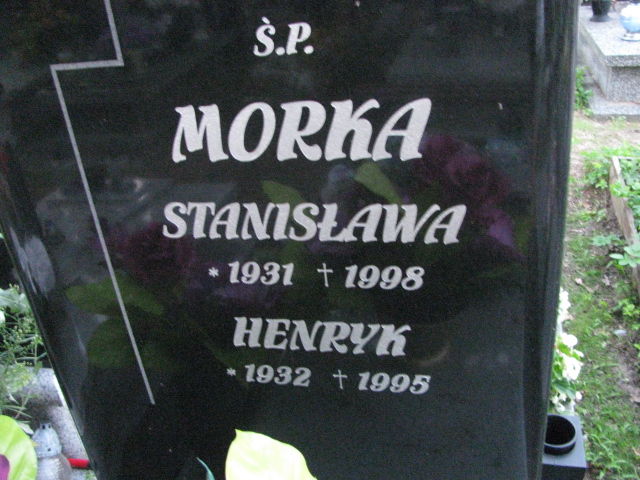 Ṡ.P.
MORKA
STANISŁAWA
* 1931 † 1998
HENRYK
* 1932 † 1995